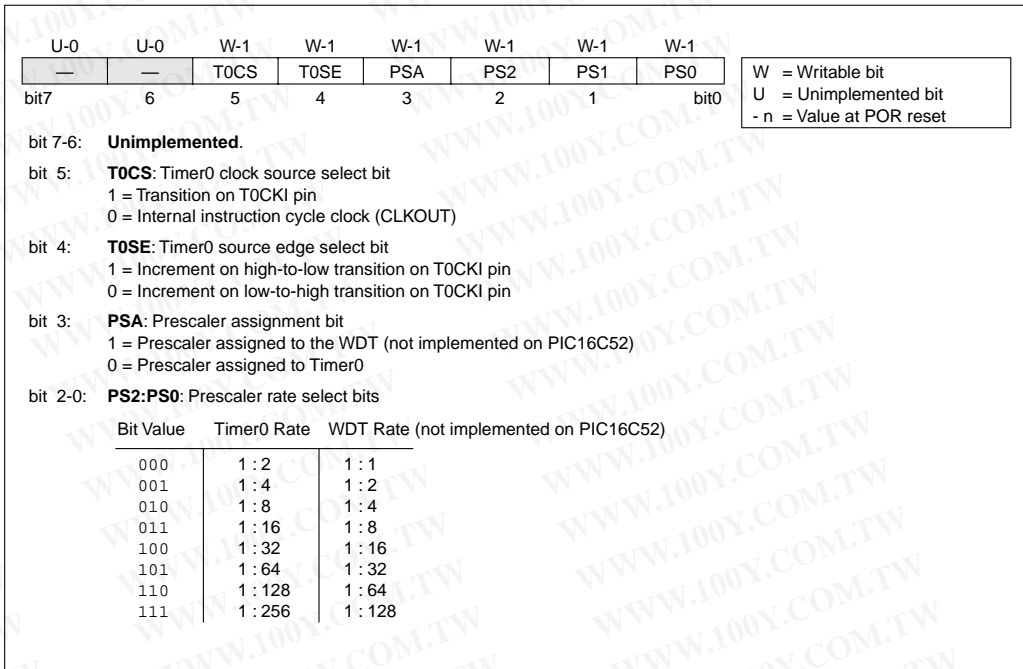 U-0 U-0 W-1 W-1 W-1 W-1 W-1 W-1
— — T0CS T0SE PSA PS2 PS1 PS0
bit7 6 5 4 3 2 1 bit0
W = Writable bit
U = Unimplemented bit
- n = Value at POR reset
bit 7-6: Unimplemented.
bit 5: T0CS: Timer0 clock source select bit
1 = Transition on T0CKI pin
0 = Internal instruction cycle clock (CLKOUT)
bit 4: T0SE: Timer0 source edge select bit
1 = Increment on high-to-low transition on T0CKI pin
0 = Increment on low-to-high transition on T0CKI pin
bit 3: PSA: Prescaler assignment bit
1 = Prescaler assigned to the WDT (not implemented on PIC16C52)
0 = Prescaler assigned to Timer0
bit 2-0: PS2:PS0: Prescaler rate select bits
Bit Value Timer0 Rate WDT Rate (not implemented on PIC16C52)
000 1 : 2 1 : 1
001 1 : 4 1 : 2
010 1 : 8 1 : 4
011 1 : 16 1 : 8
100 1 : 32 1 : 16
101 1 : 64 1 : 32
110 1 : 128 1 : 64
111 1 : 256 1 : 128
WWW.100Y.COM.TW